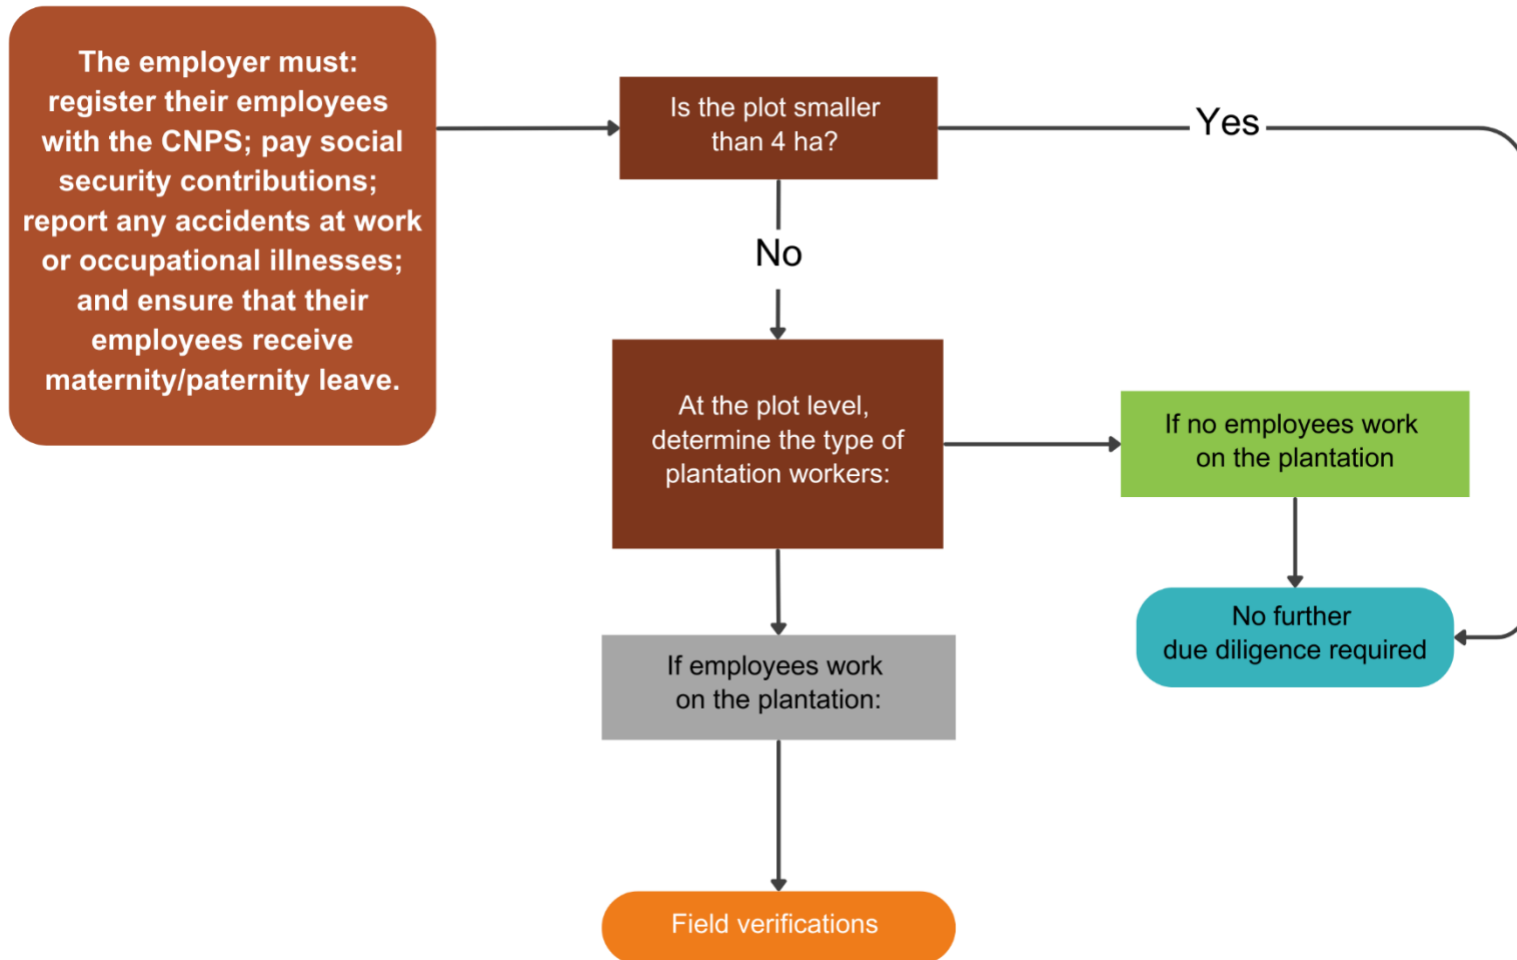 The employer must:
register their employees
with the CNPS; pay social
security contributions;
report any accidents at work
or occupational illnesses;
and ensure that their
employees receive
maternity/paternity leave.
Is the plot smaller
than 4 ha?
Yes
No
At the plot level,
determine the type of
plantation workers:
If no employees work
on the plantation
No further
due diligence required
If employees work
on the plantation:
Field verifications